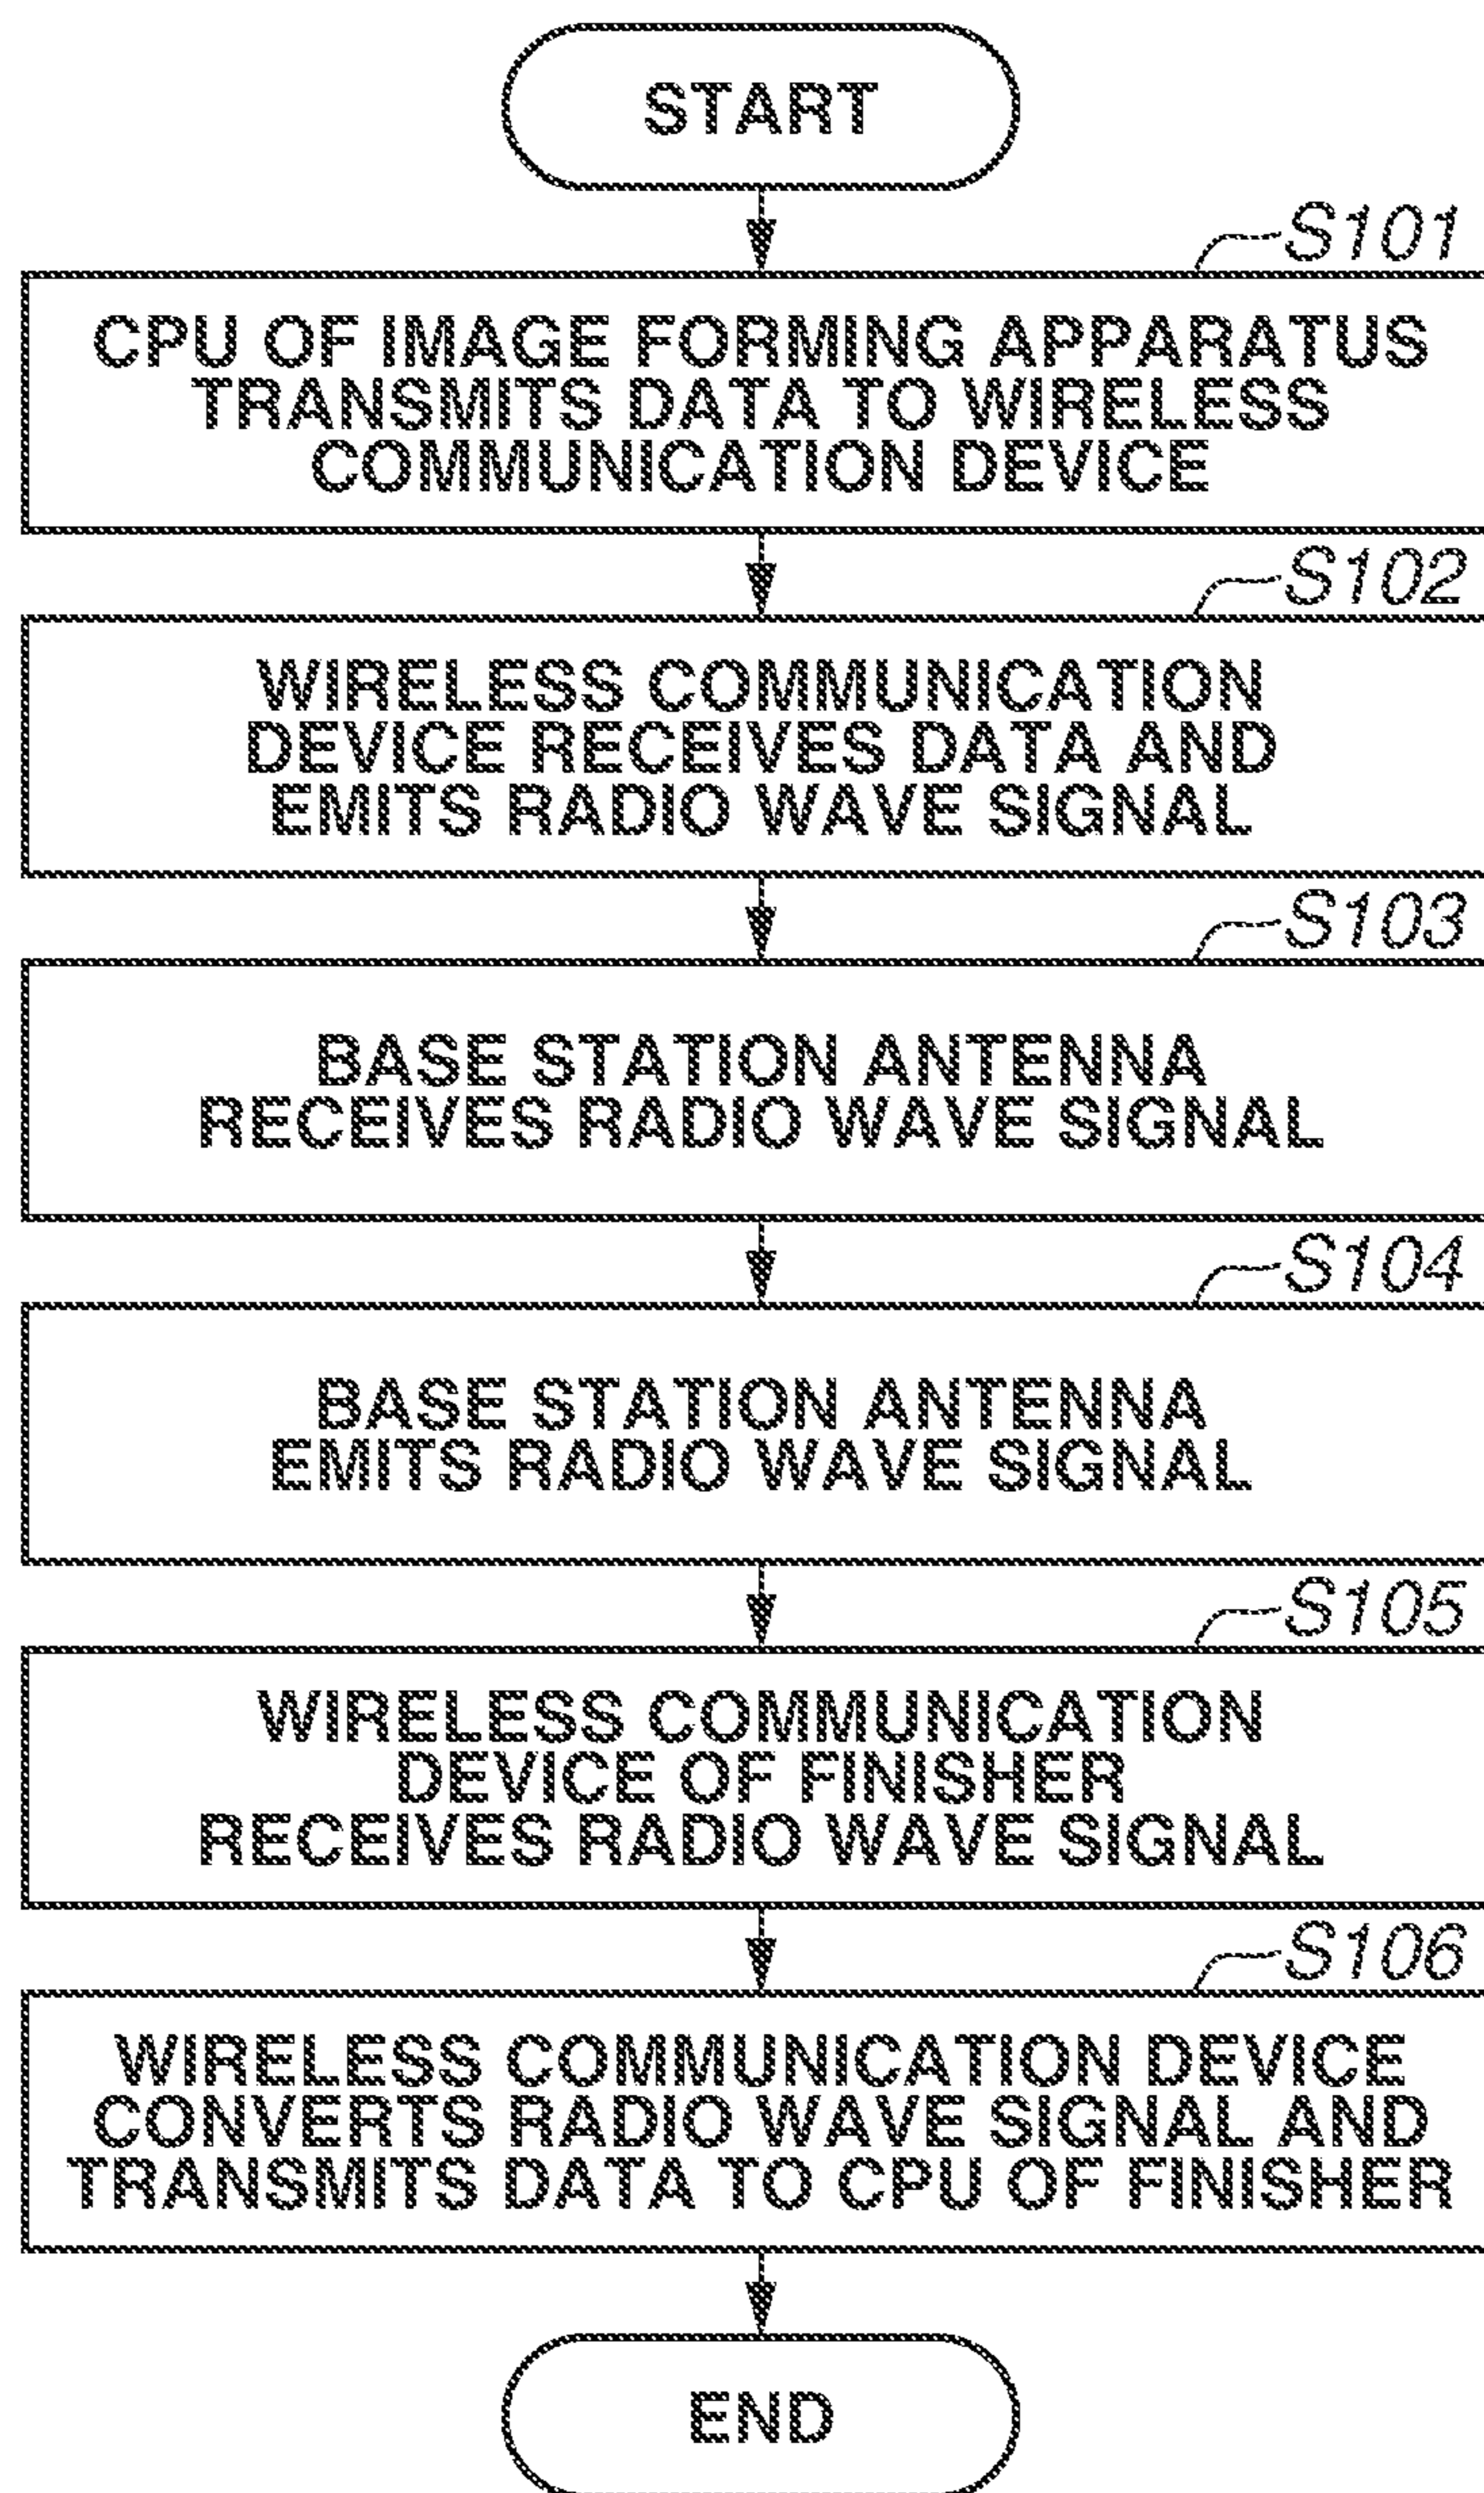 START
S101
CPU OF IMAGE FORMING APPARATUS
TRANSMITS DATA TO WIRELESS
COMMUNICATION DEVICE
S102
WIRELESS COMMUNICATION
DEVICE RECEIVES DATA AND
EMITS RADIO WAVE SIGNAL
S103
BASE STATION ANTENNA
RECEIVES RADIO WAVE SIGNAL
S104
BASE STATION ANTENNA
EMITS RADIO WAVE SIGNAL
S105
WIRELESS COMMUNICATION
DEVICE OF FINISHER
RECEIVES RADIO WAVE SIGNAL
S106
WIRELESS COMMUNICATION DEVICE
CONVERTS RADIO WAVE SIGNAL AND
TRANSMITS DATA TO CPU OF FINISHER
END